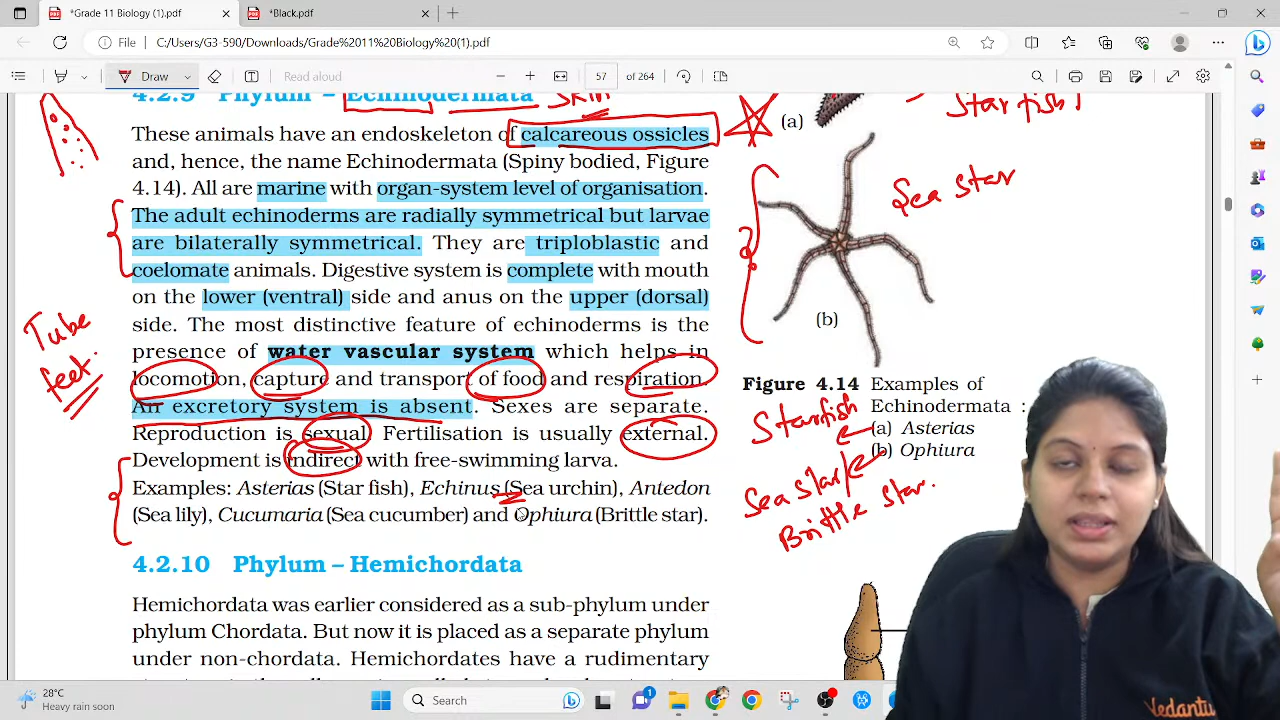 *Grade 11 Biology (1).pdf
*Black.pdf
File
C:/Users/G3-590/Downloads/Grade%2011%20Biology%20(1).pdf
Draw
Read aloud
57 of 264
4.2.9 Phylum – Echinodermata
Skin
These animals have an endoskeleton of calcareous ossicles
and, hence, the name Echinodermata (Spiny bodied, Figure
4.14). All are marine with organ-system level of organisation.
The adult echinoderms are radially symmetrical but larvae
are bilaterally symmetrical. They are triploblastic and
coelomate animals. Digestive system is complete with mouth
on the lower (ventral) side and anus on the upper (dorsal)
side. The most distinctive feature of echinoderms is the
presence of water vascular system which helps in
locomotion, capture and transport of food and respiration.
An excretory system is absent. Sexes are separate.
Reproduction is sexual. Fertilisation is usually external.
Development is indirect with free-swimming larva.
Examples: Asterias (Star fish), Echinus (Sea urchin), Antedon
(Sea lily), Cucumaria (Sea cucumber) and Ophiura (Brittle star).
Tube
feet.
4.2.10 Phylum – Hemichordata
Hemichordata was earlier considered as a sub-phylum under
phylum Chordata. But now it is placed as a separate phylum
under non-chordata. Hemichordates have a rudimentary
(a)
Starfish
Sea star
(b)
Figure 4.14 Examples of
Echinodermata :
(a) Asterias
(b) Ophiura
Starfish
Sea star/
Brittle star.
Vedantu
28°C
Heavy rain soon
Search
1